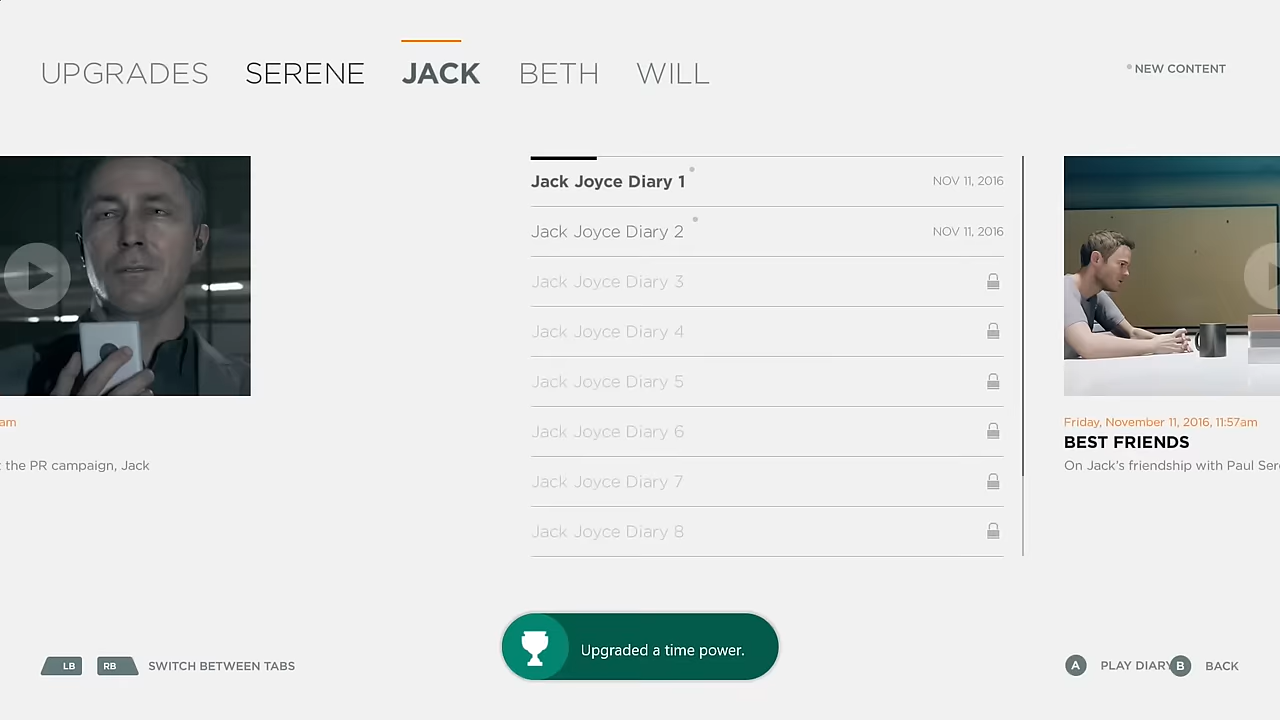 UPGRADES SERENE JACK BETH WILL
NEW CONTENT
Jack Joyce Diary 1 NOV 11, 2016
Jack Joyce Diary 2 NOV 11, 2016
Jack Joyce Diary 3
Jack Joyce Diary 4
Jack Joyce Diary 5
Jack Joyce Diary 6
Jack Joyce Diary 7
Jack Joyce Diary 8
am
the PR campaign, Jack
Friday, November 11, 2016, 11:57am
BEST FRIENDS
On Jack's friendship with Paul Ser
Upgraded a time power.
LB RB SWITCH BETWEEN TABS
A PLAY DIARY B BACK